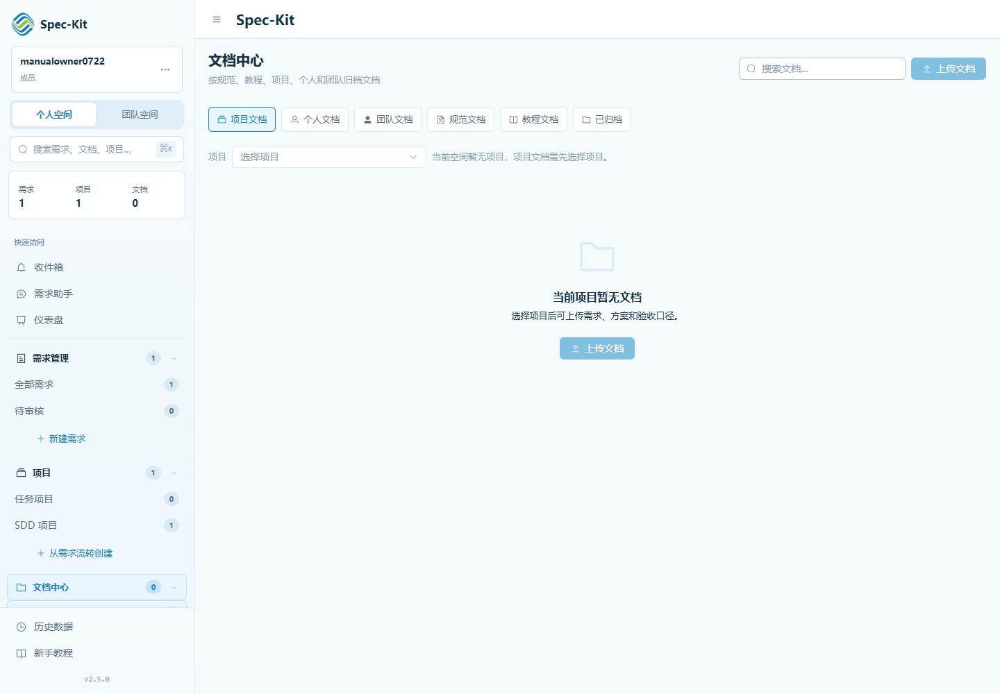 Spec-Kit
manualowner0722
成员
个人空间
团队空间
搜索需求、文档、项目...
⌘K
需求
项目
文档
1
1
0
快速访问
收件箱
需求助手
仪表盘
需求管理
1
全部需求
1
待审核
0
新建需求
项目
1
任务项目
0
SDD 项目
1
从需求流转创建
文档中心
0
历史数据
新手教程
v2.5.0
Spec-Kit
文档中心
按规范、教程、项目、个人和团队归档文档
搜索文档...
上传文档
项目文档
个人文档
团队文档
规范文档
教程文档
已归档
项目
选择项目
当前空间暂无项目，项目文档需先选择项目。
当前项目暂无文档
选择项目后可上传需求、方案和验收口径。
上传文档